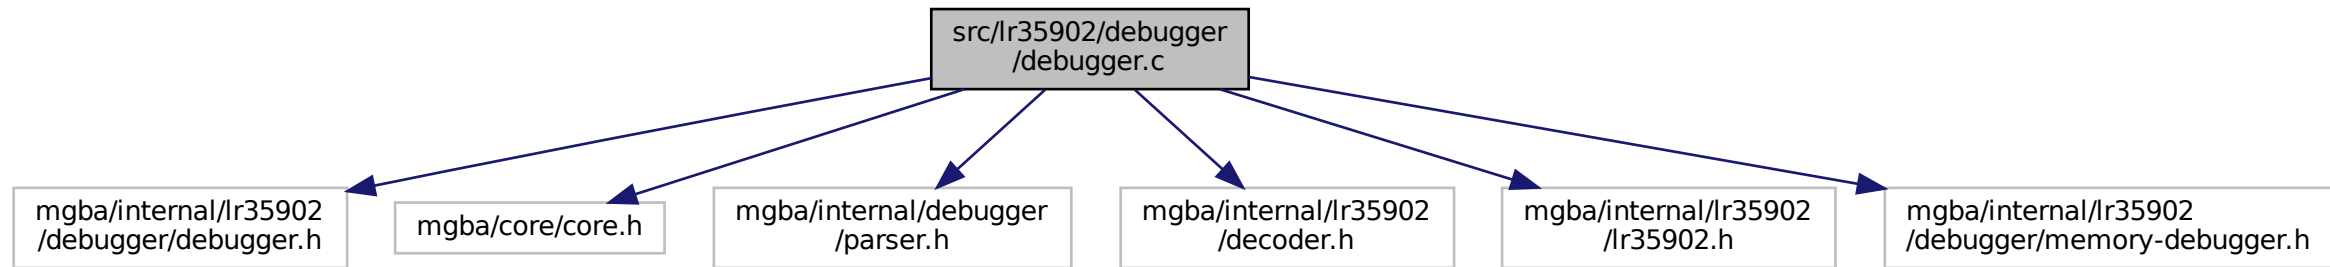 src/lr35902/debugger
/debugger.c
mgba/internal/lr35902
/debugger/debugger.h
mgba/core/core.h
mgba/internal/debugger
/parser.h
mgba/internal/lr35902
/decoder.h
mgba/internal/lr35902
/lr35902.h
mgba/internal/lr35902
/debugger/memory-debugger.h